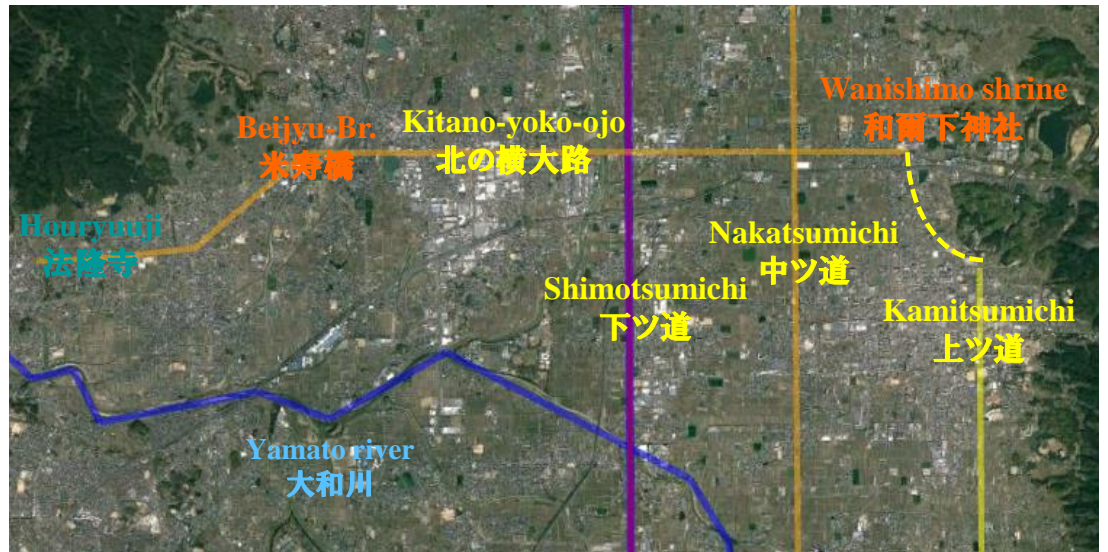 Wanishimo shrine
和爾下神社
Beijyu-Br.
米寿橋
Kitano-yoko-ojo
北の横大路
Houryuuji
法隆寺
Nakatsumichi
中ツ道
Shimotsumichi
下ツ道
Kamitsumichi
上ツ道
Yamato river
大和川